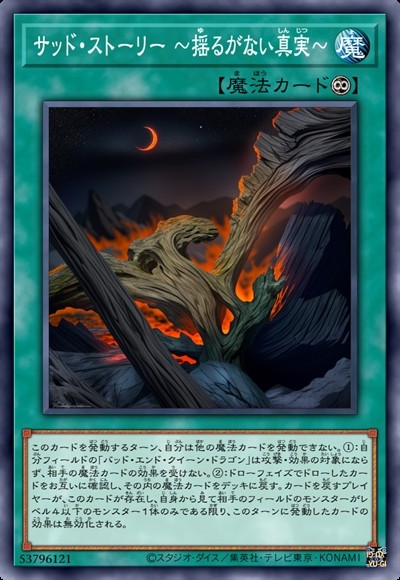 サッド・ストーリー ～揺るがない真実～ 魔
【魔法カード】
このカードを発動するターン、自分は他の魔法カードを発動できない。①：自
分フィールドの「バッド・エンド・クイーン・ドラゴン」は攻撃・効果の対象になら
ず、相手の魔法カードの効果を受けない。②：ドローフェイズでドローしたカー
ドをお互いに確認し、その内の魔法カードをデッキに戻す。カードを戻すプレイ
ヤーが、このカードが存在し、自身から見て相手のフィールドのモンスターがレ
ベル４以下のモンスター１体のみである限り、このターンに発動したカード
の効果は無効化される。
53796121
©スタジオ・ダイス／集英社・テレビ東京・KONAMI